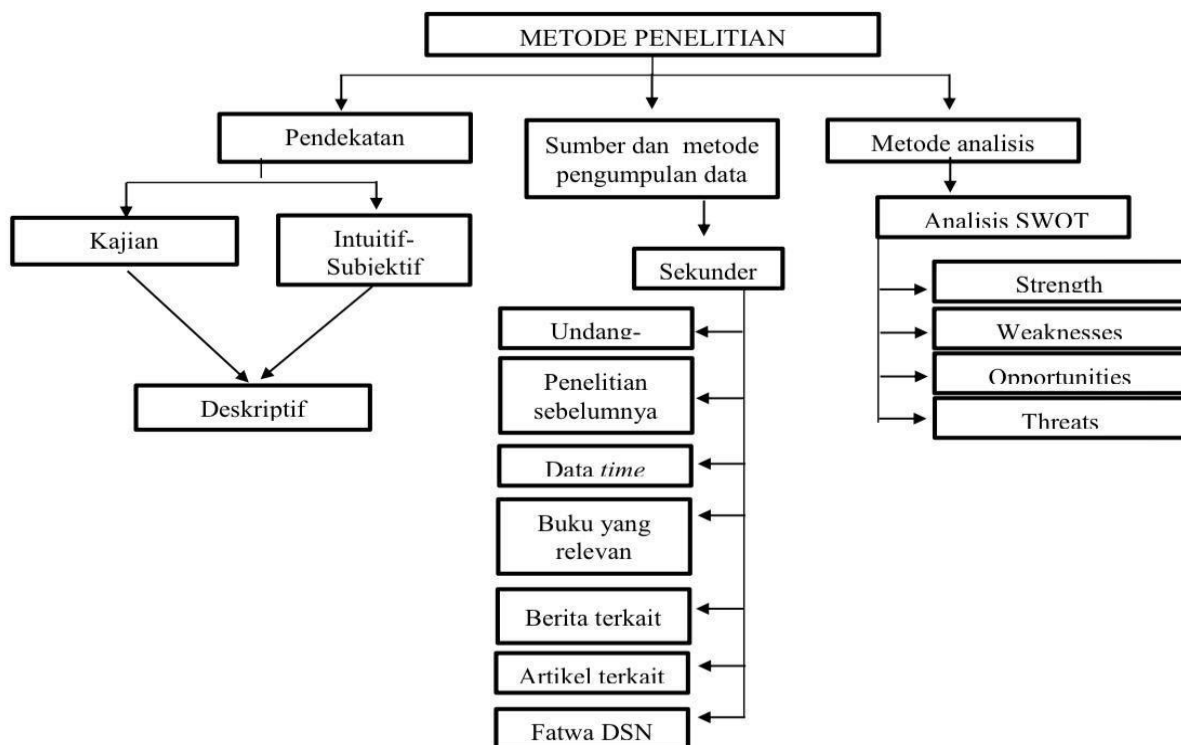 METODE PENELITIAN
Pendekatan
Sumber dan metode
pengumpulan data
Metode analisis
Kajian
Intuitif-
Subjektif
Sekunder
Analisis SWOT
Deskriptif
Undang-
Penelitian
sebelumnya
Data time
Buku yang
relevan
Berita terkait
Artikel terkait
Fatwa DSN
Strength
Weaknesses
Opportunities
Threats